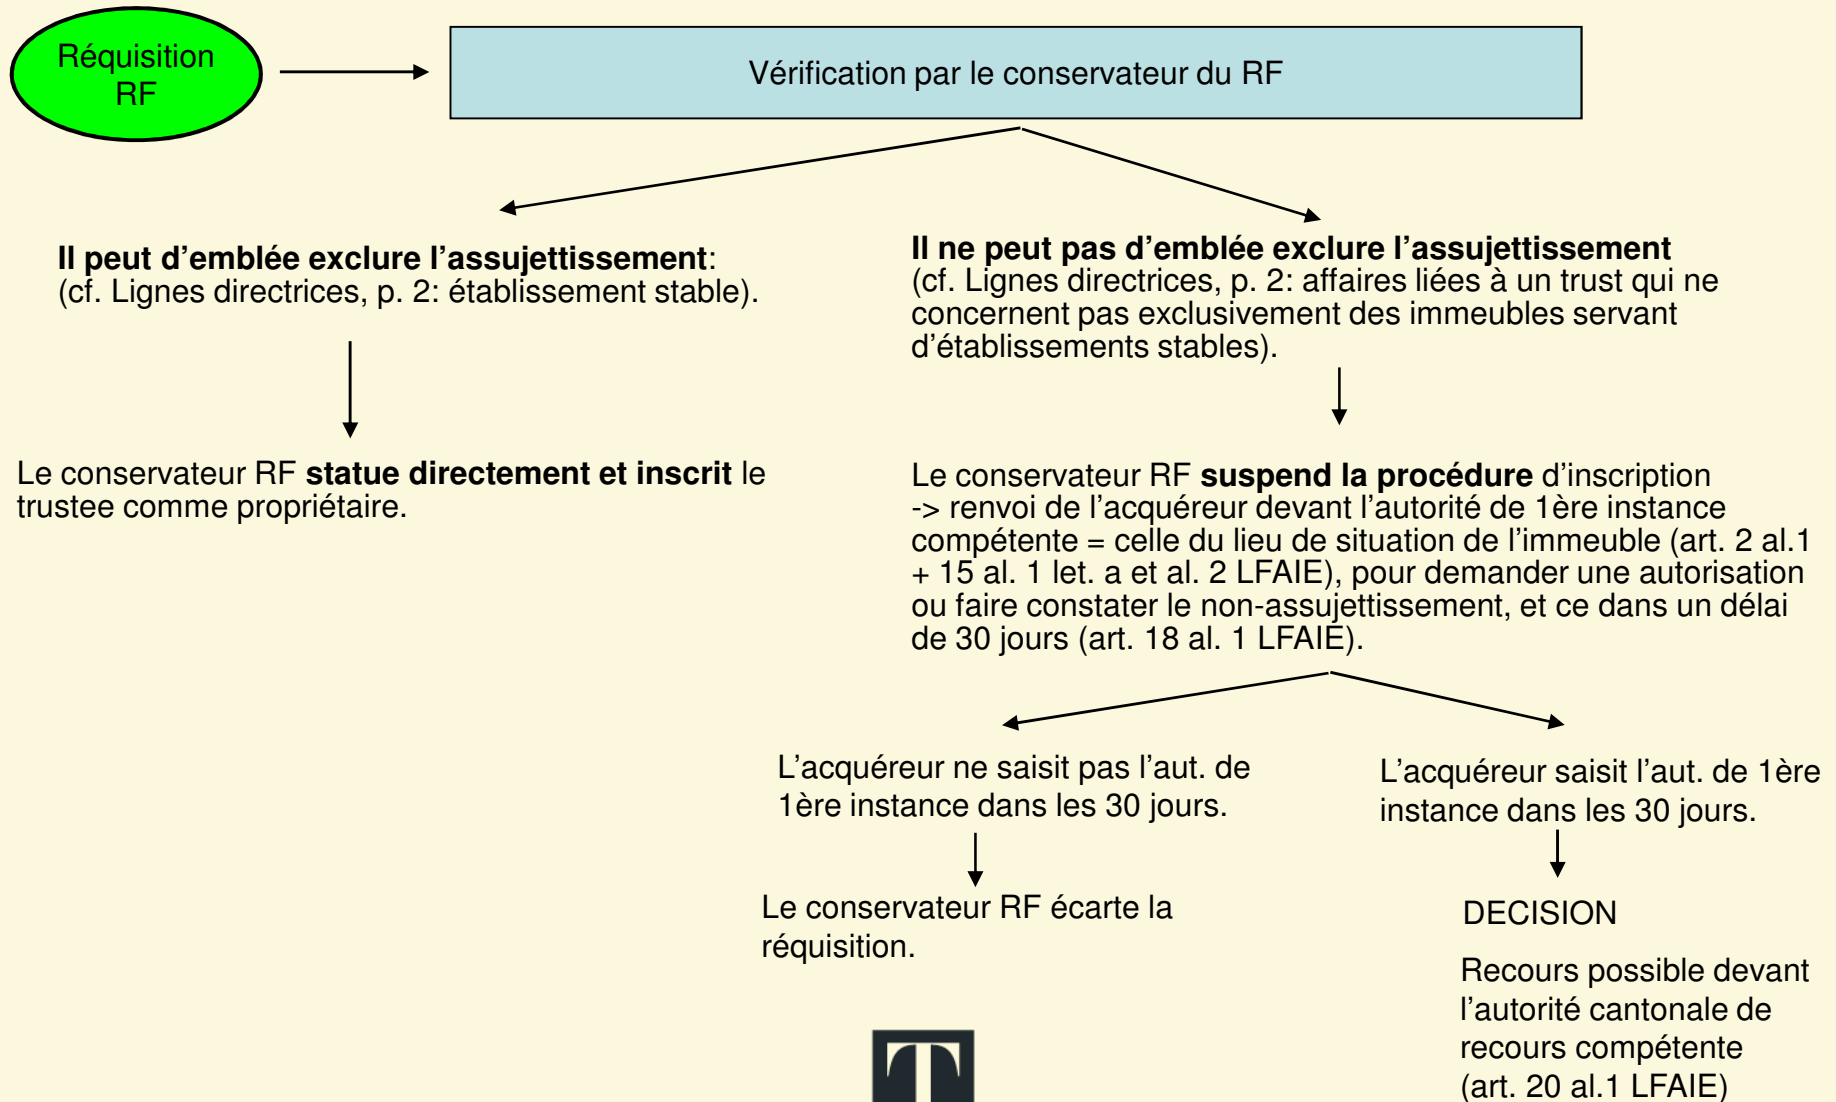 Réquisition
RF
Vérification par le conservateur du RF
Il peut d'emblée exclure l'assujettissement:
(cf. Lignes directrices, p. 2: établissement stable).
Le conservateur RF statue directement et inscrit le
trustee comme propriétaire.
Il ne peut pas d'emblée exclure l'assujettissement
(cf. Lignes directrices, p. 2: affaires liées à un trust qui ne
concernent pas exclusivement des immeubles servant
d'établissements stables).
Le conservateur RF suspend la procédure d'inscription
-> renvoi de l'acquéreur devant l'autorité de 1ère instance
compétente = celle du lieu de situation de l'immeuble (art. 2 al.1
+ 15 al. 1 let. a et al. 2 LFAIE), pour demander une autorisation
ou faire constater le non-assujettissement, et ce dans un délai
de 30 jours (art. 18 al. 1 LFAIE).
L'acquéreur ne saisit pas l'aut. de
1ère instance dans les 30 jours.
Le conservateur RF écarte la
réquisition.
L'acquéreur saisit l'aut. de 1ère
instance dans les 30 jours.
DECISION
Recours possible devant
l'autorité cantonale de
recours compétente
(art. 20 al.1 LFAIE)
T